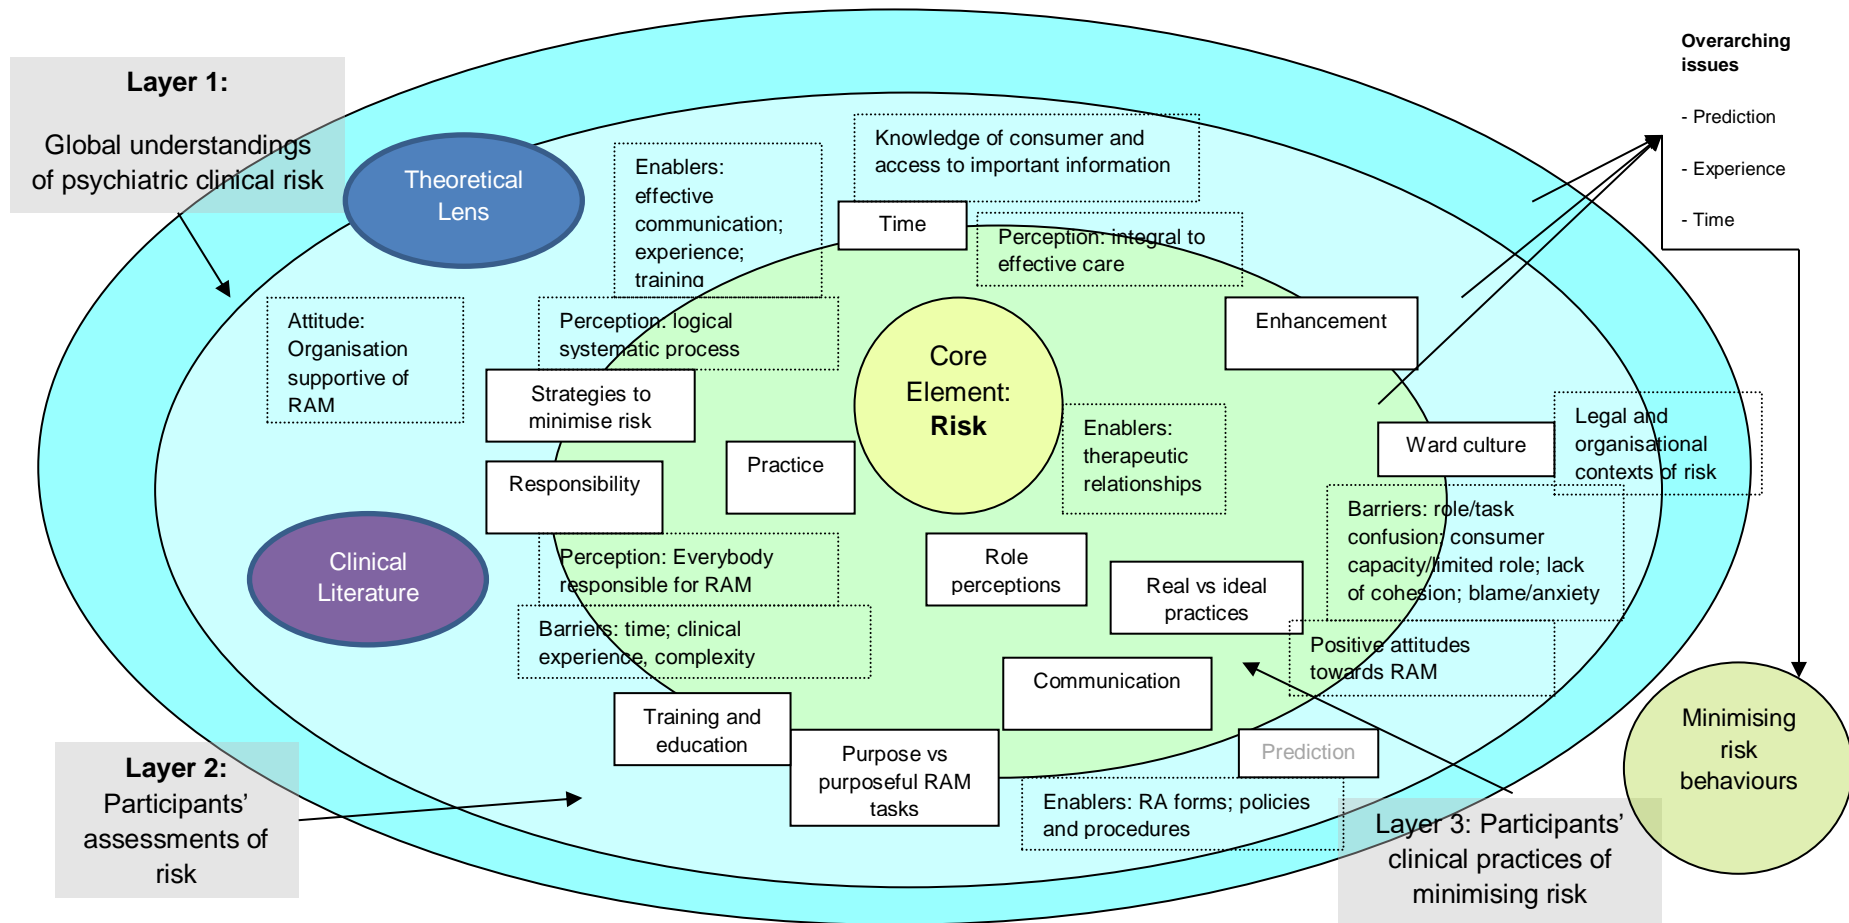 Layer 1:
Global understandings
of psychiatric clinical risk
Theoretical
Lens
Enablers:
effective
communication;
experience;
training
Knowledge of consumer and
access to important information
Time
Perception: integral to
effective care
Overarching
issues
- Prediction
- Experience
- Time
Attitude:
Organisation
supportive of
RAM
Perception: logical
systematic process
Strategies to
minimise risk
Core
Element:
Risk
Enhancement
Responsibility
Practice
Enablers:
therapeutic
relationships
Ward culture
Legal and
organisational
contexts of risk
Clinical
Literature
Perception: Everybody
responsible for RAM
Barriers: time; clinical
experience, complexity
Role
perceptions
Real vs ideal
practices
Barriers: role/task
confusion: consumer
capacity/limited role; lack
of cohesion; blame/anxiety
Positive attitudes
towards RAM
Communication
Training and
education
Purpose vs
purposeful RAM
tasks
Prediction
Enablers: RA forms; policies
and procedures
Minimising
risk
behaviours
Layer 2:
Participants’
assessments of
risk
Layer 3: Participants’
clinical practices of
minimising risk